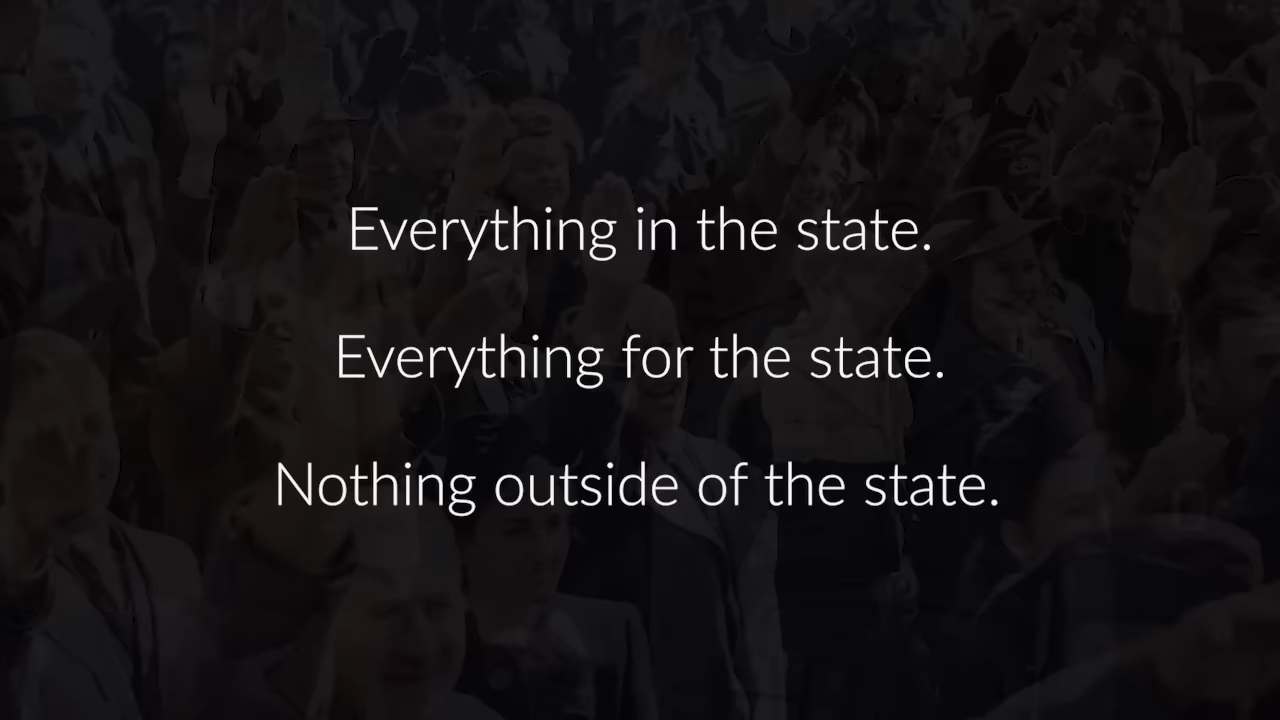 Everything in the state.
Everything for the state.
Nothing outside of the state.